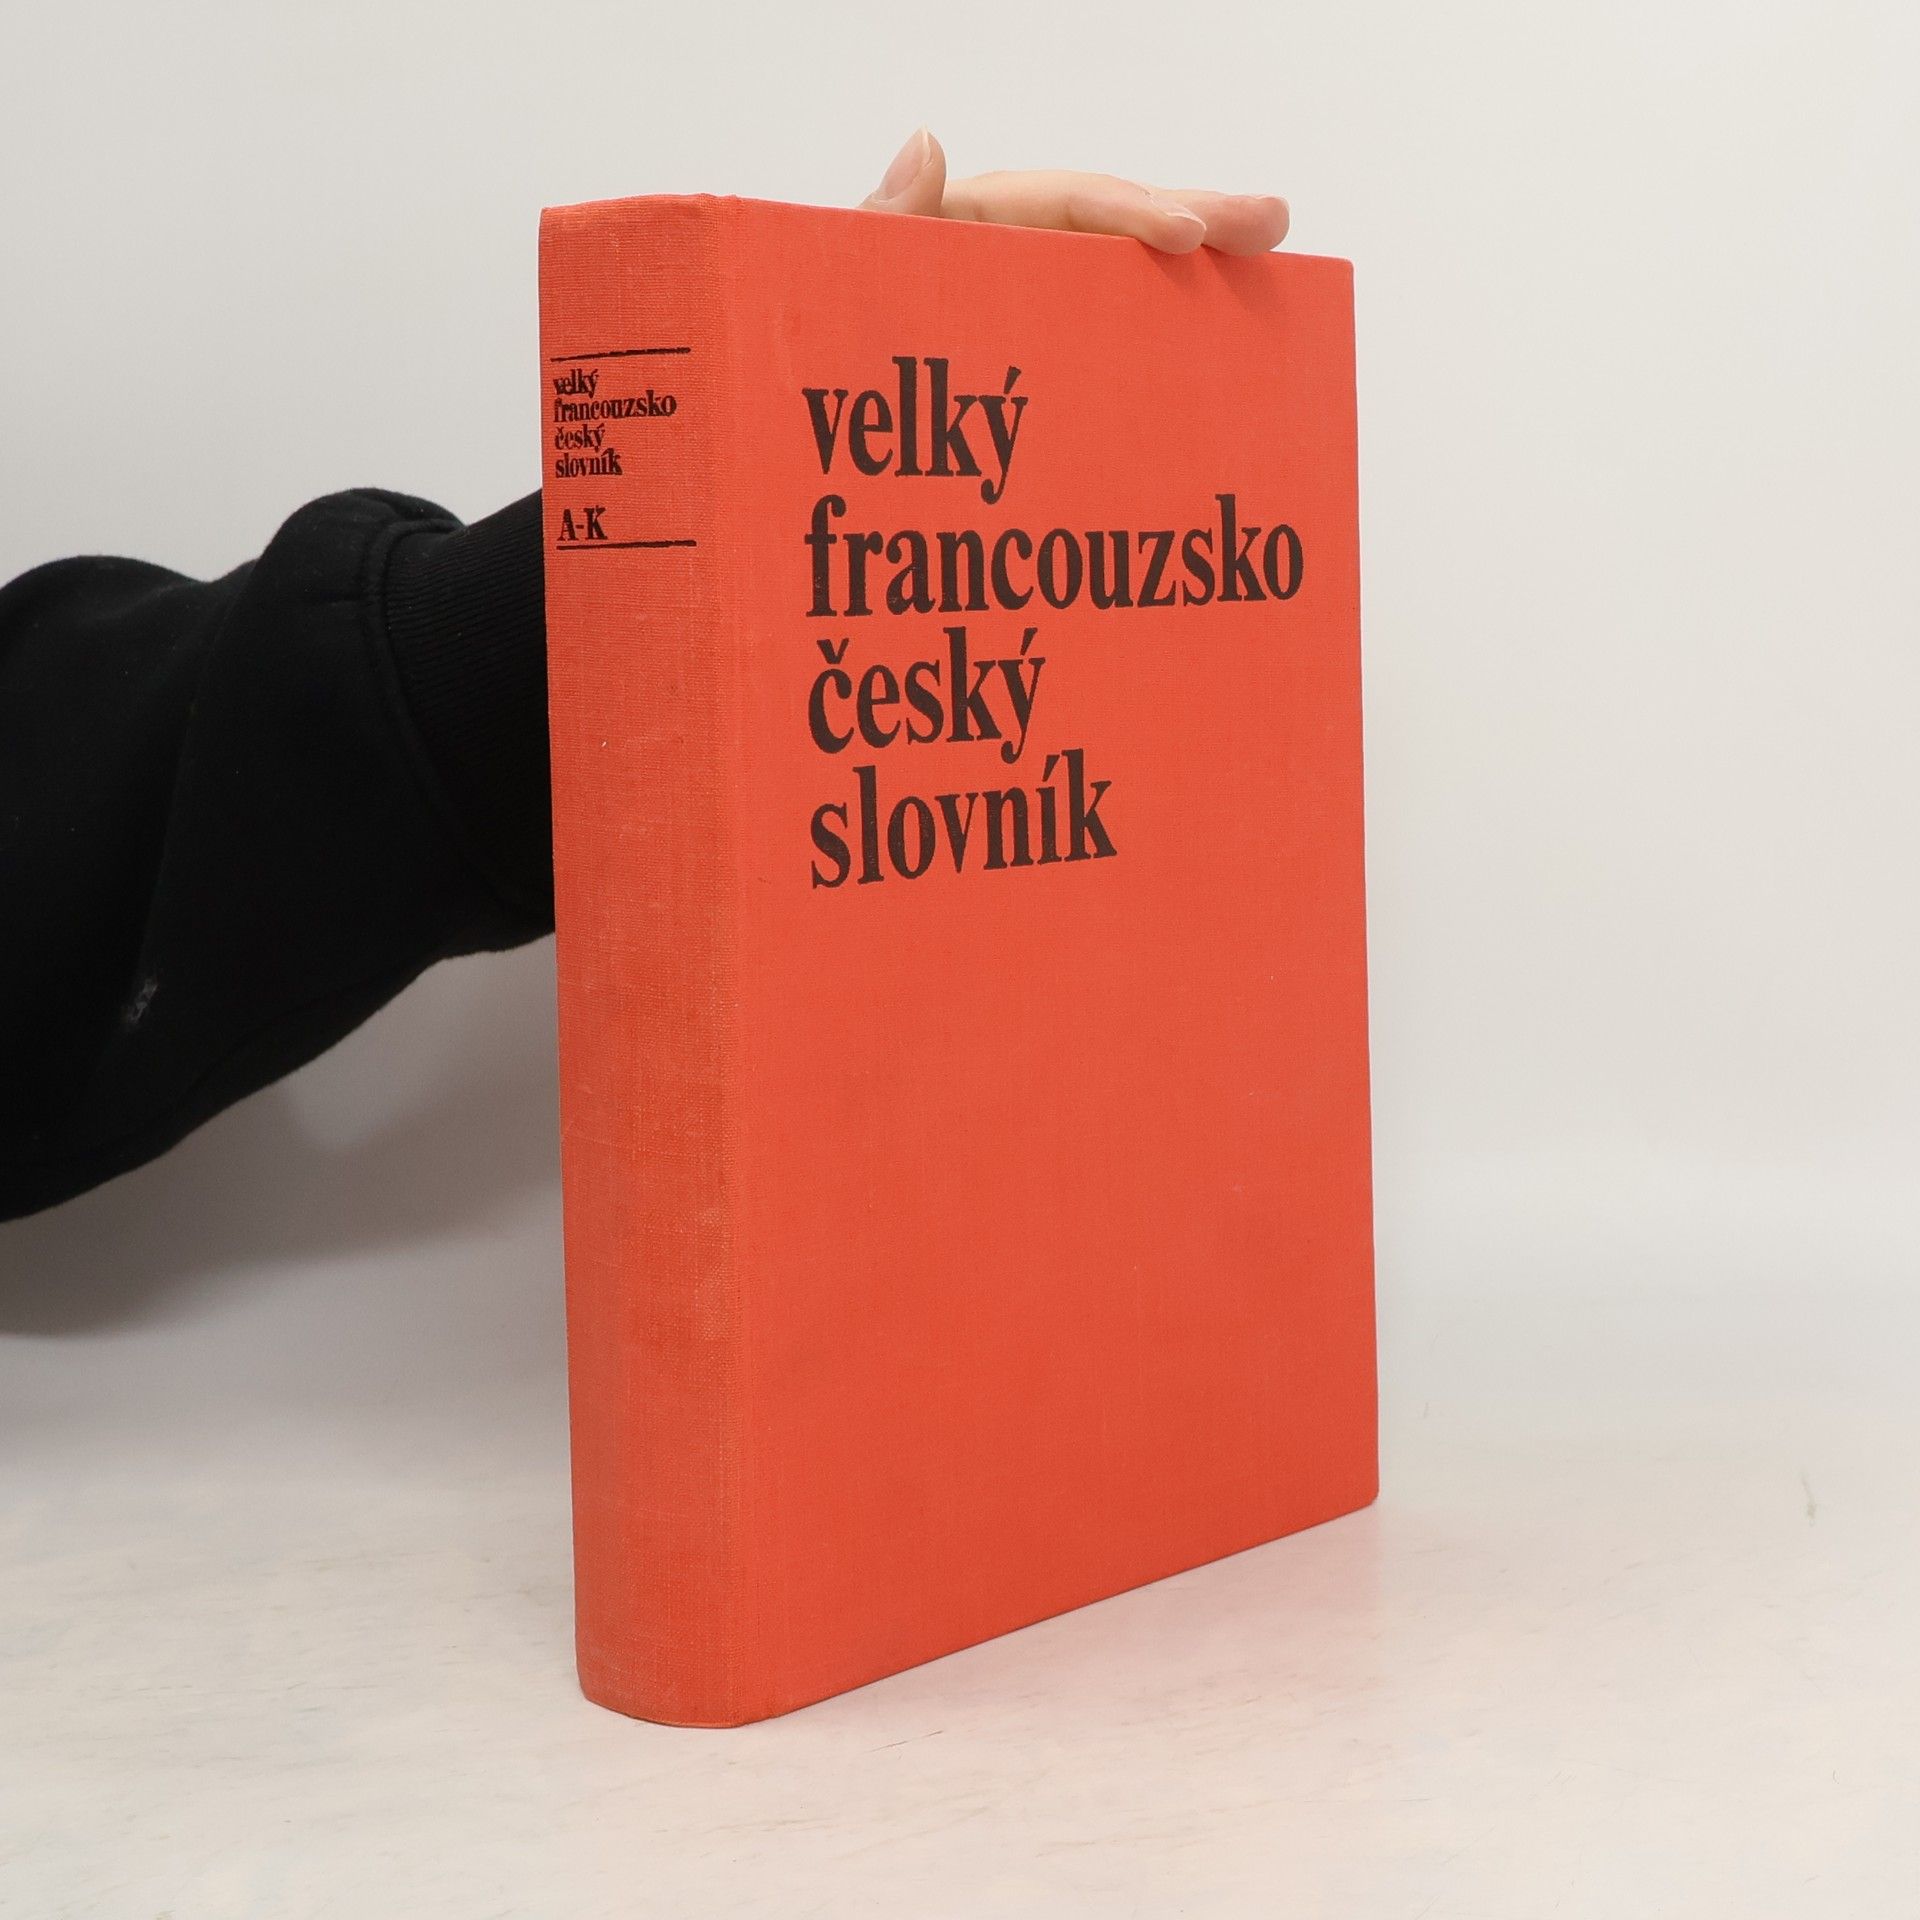 velký
francouzsko
český
slovník
A-K
velký
francouzsko
český
slovník